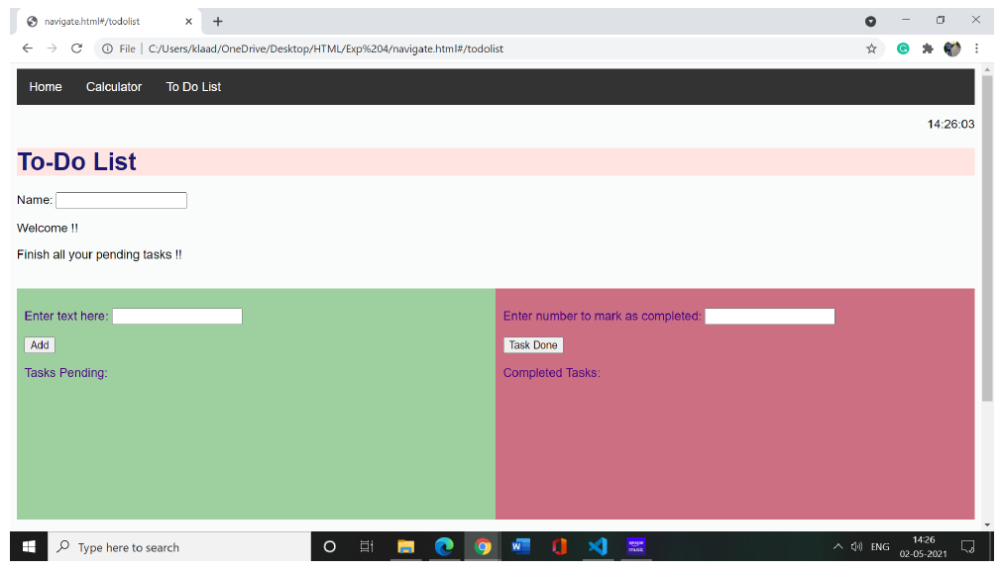 navigate.html#/todolist
File | C:/Users/klaad/OneDrive/Desktop/HTML/Exp%204/navigate.html#/todolist
Home Calculator To Do List
14:26:03
To-Do List
Name:
Welcome !!
Finish all your pending tasks !!
Enter text here:
Add
Tasks Pending:
Enter number to mark as completed:
Task Done
Completed Tasks:
Type here to search
amazon music
ENG
14:26
02-05-2021